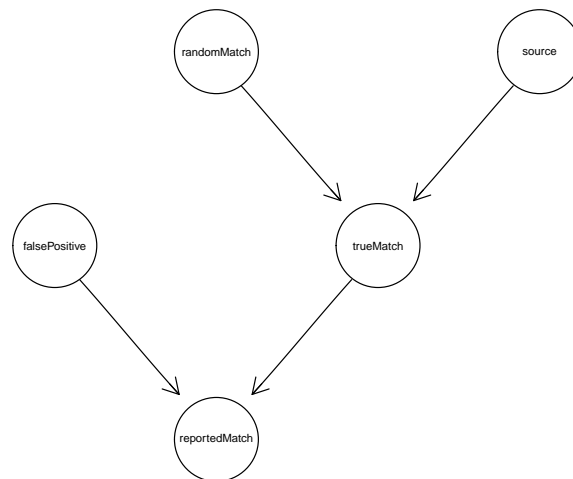 randomMatch
source
falsePositive
trueMatch
reportedMatch